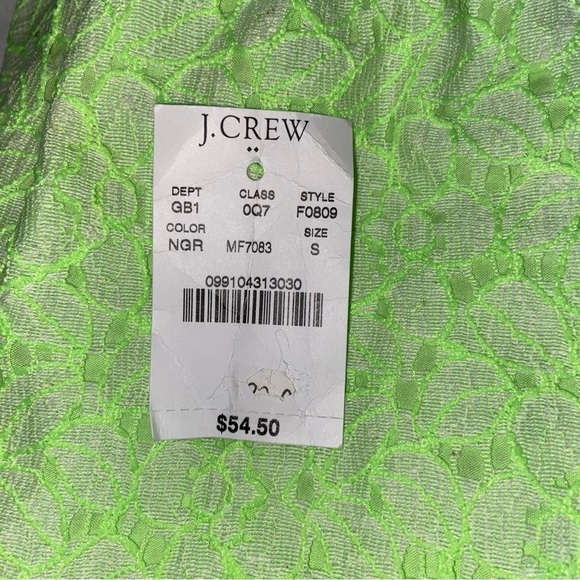 J.CREW
DEPT CLASS STYLE
GB1 0Q7 F0809
COLOR SIZE
NGR MF7083 S
099104313030
$54.50